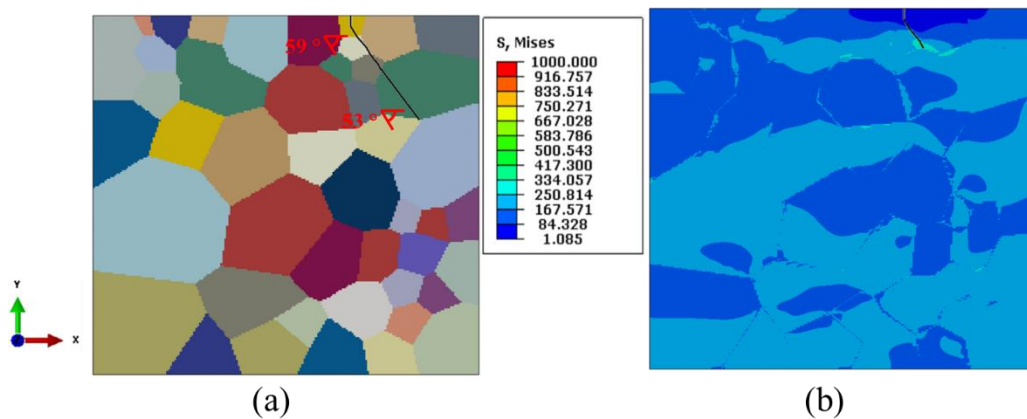 59 °
53 °
Y
X
Z
(a)
S, Mises
1000.000
916.757
833.514
750.271
667.028
583.786
500.543
417.300
334.057
250.814
167.571
84.328
1.085
(b)